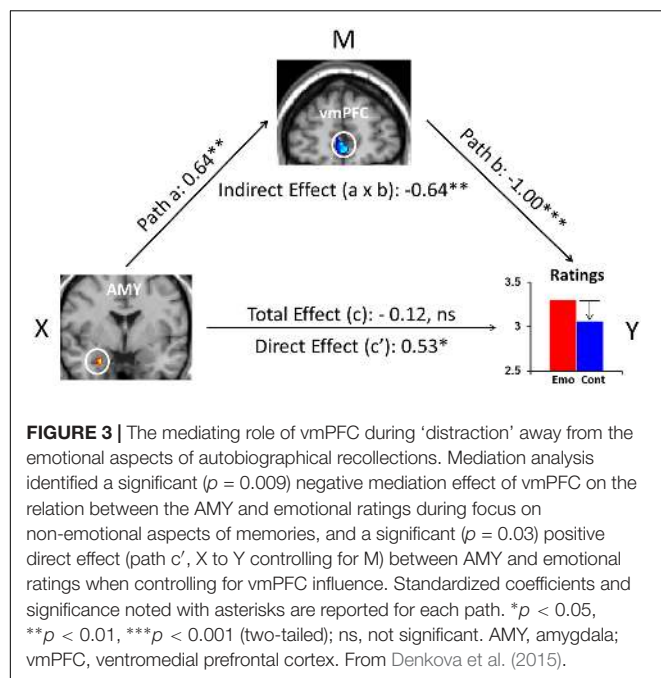 M
vmPFC
Path a: 0.64**
Path b: -1.00***
Indirect Effect (a x b): -0.64**
AMY
X
Total Effect (c): - 0.12, ns
Direct Effect (c'): 0.53*
Ratings
3.5
3
2.5
Emo Cont
Y
FIGURE 3 | The mediating role of vmPFC during ‘distraction’ away from the
emotional aspects of autobiographical recollections. Mediation analysis
identified a significant (p = 0.009) negative mediation effect of vmPFC on the
relation between the AMY and emotional ratings during focus on
non-emotional aspects of memories, and a significant (p = 0.03) positive
direct effect (path c′, X to Y controlling for M) between AMY and emotional
ratings when controlling for vmPFC influence. Standardized coefficients and
significance noted with asterisks are reported for each path. *p < 0.05,
**p < 0.01, ***p < 0.001 (two-tailed); ns, not significant. AMY, amygdala;
vmPFC, ventromedial prefrontal cortex. From Denkova et al. (2015).